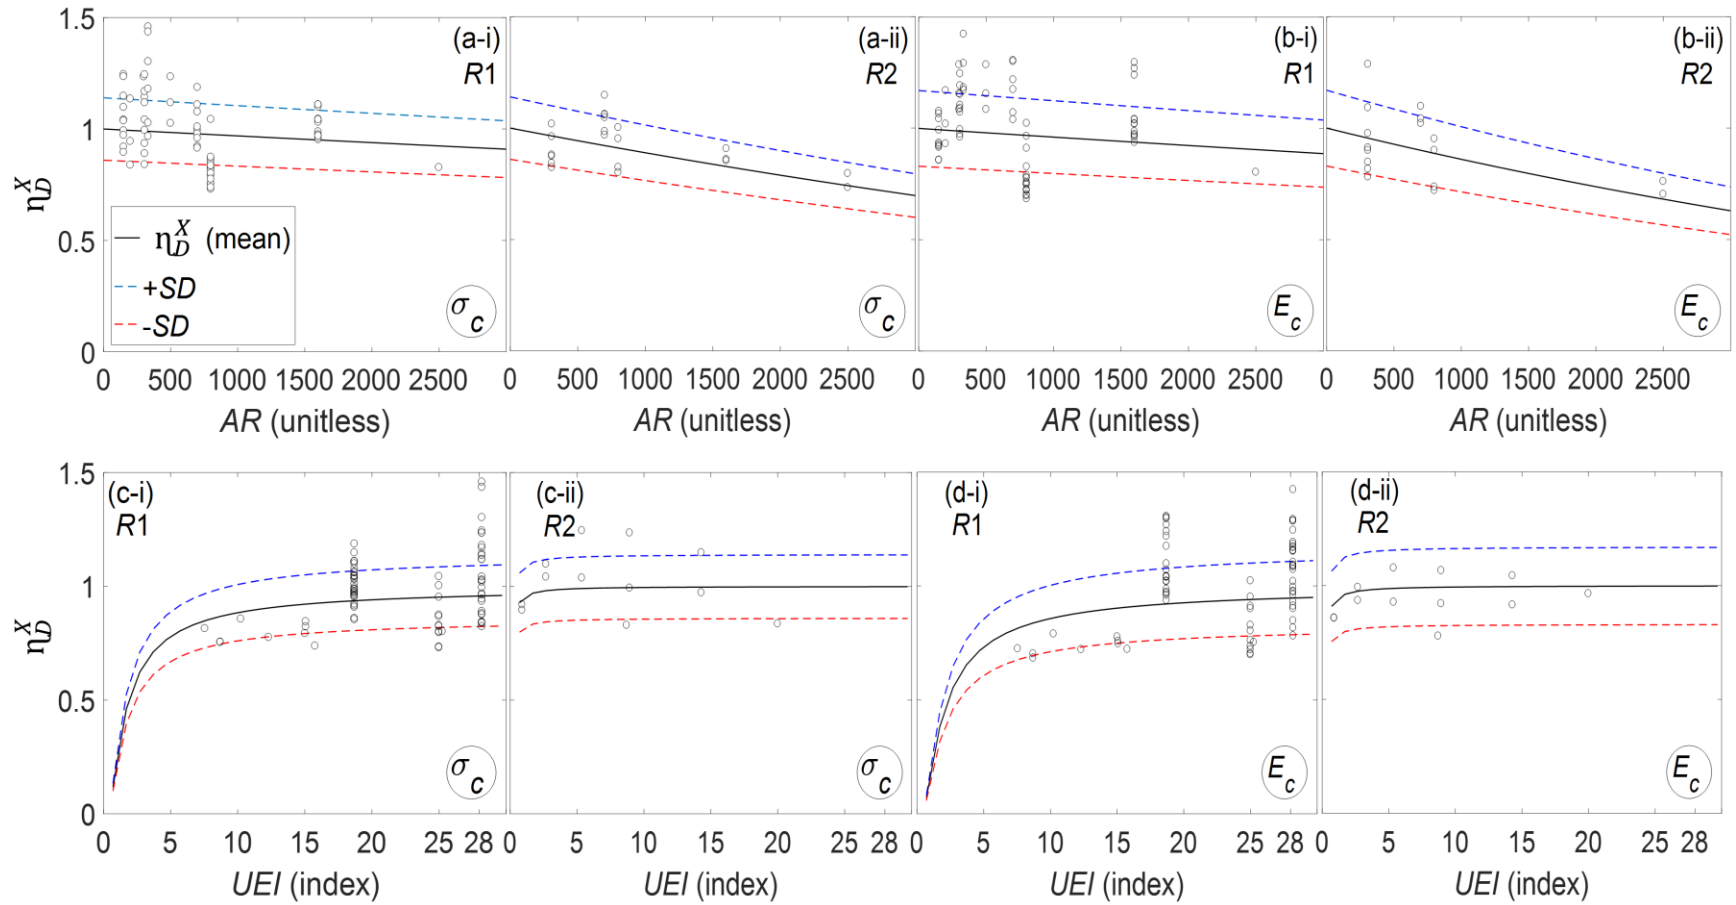 1.5
1
0.5
0
η_D^X
(a-i)
R1
(a-ii)
R2
(b-i)
R1
(b-ii)
R2
η_D^X (mean)
+SD
-SD
σ_c
σ_c
E_c
E_c
0 500 1000 1500 2000 2500
0 500 1000 1500 2000 2500
0 500 1000 1500 2000 2500
0 500 1000 1500 2000 2500
AR (unitless)
AR (unitless)
AR (unitless)
AR (unitless)
1.5
1
0.5
0
η_D^X
(c-i)
R1
(c-ii)
R2
(d-i)
R1
(d-ii)
R2
σ_c
σ_c
E_c
E_c
0 5 10 15 20 25 28
0 5 10 15 20 25 28
0 5 10 15 20 25 28
0 5 10 15 20 25 28
UEI (index)
UEI (index)
UEI (index)
UEI (index)